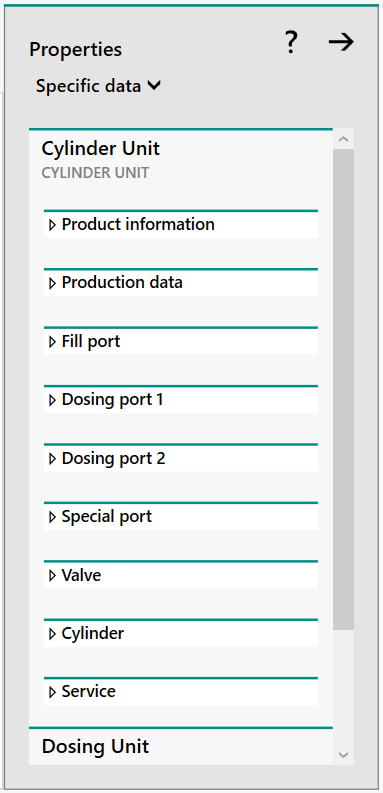 Properties
?
Specific data
Cylinder Unit
CYLINDER UNIT
Product information
Production data
Fill port
Dosing port 1
Dosing port 2
Special port
Valve
Cylinder
Service
Dosing Unit